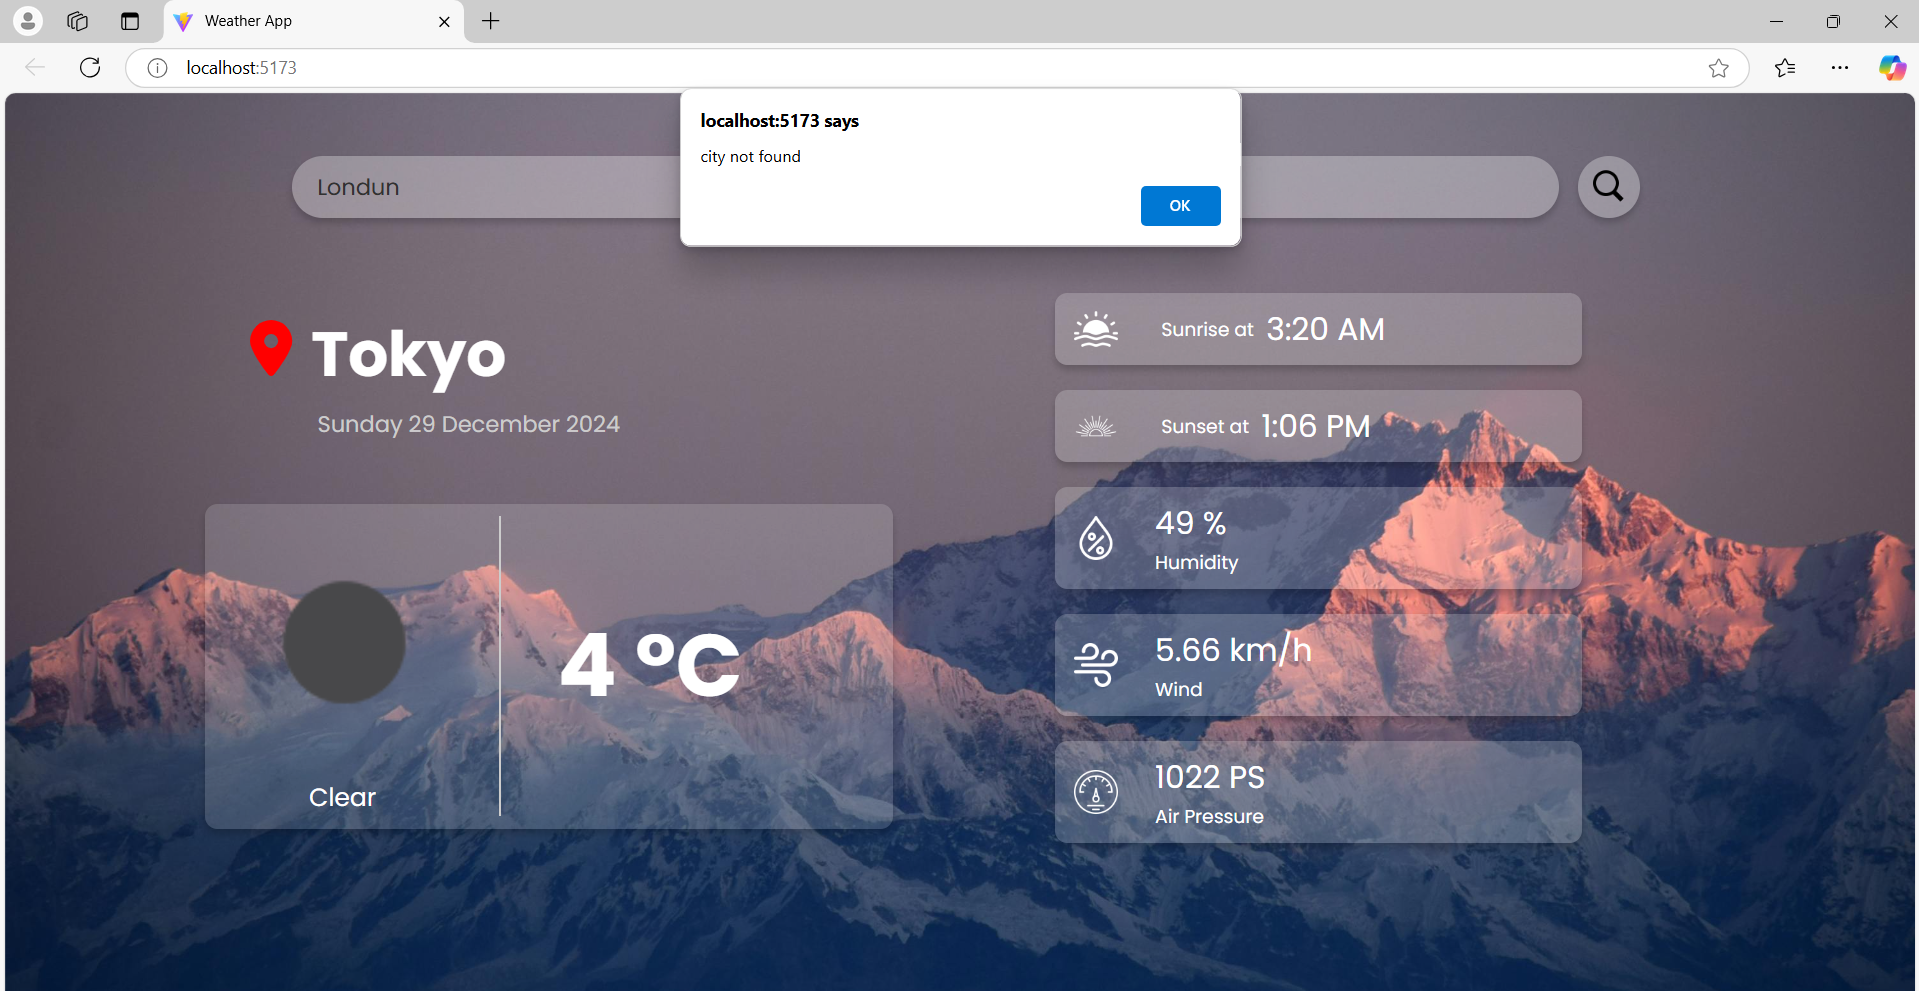 Weather App
localhost:5173
localhost:5173 says
city not found
OK
Londun
Tokyo
Sunday 29 December 2024
Clear
4 °C
Sunrise at 3:20 AM
Sunset at 1:06 PM
49 %
Humidity
5.66 km/h
Wind
1022 PS
Air Pressure